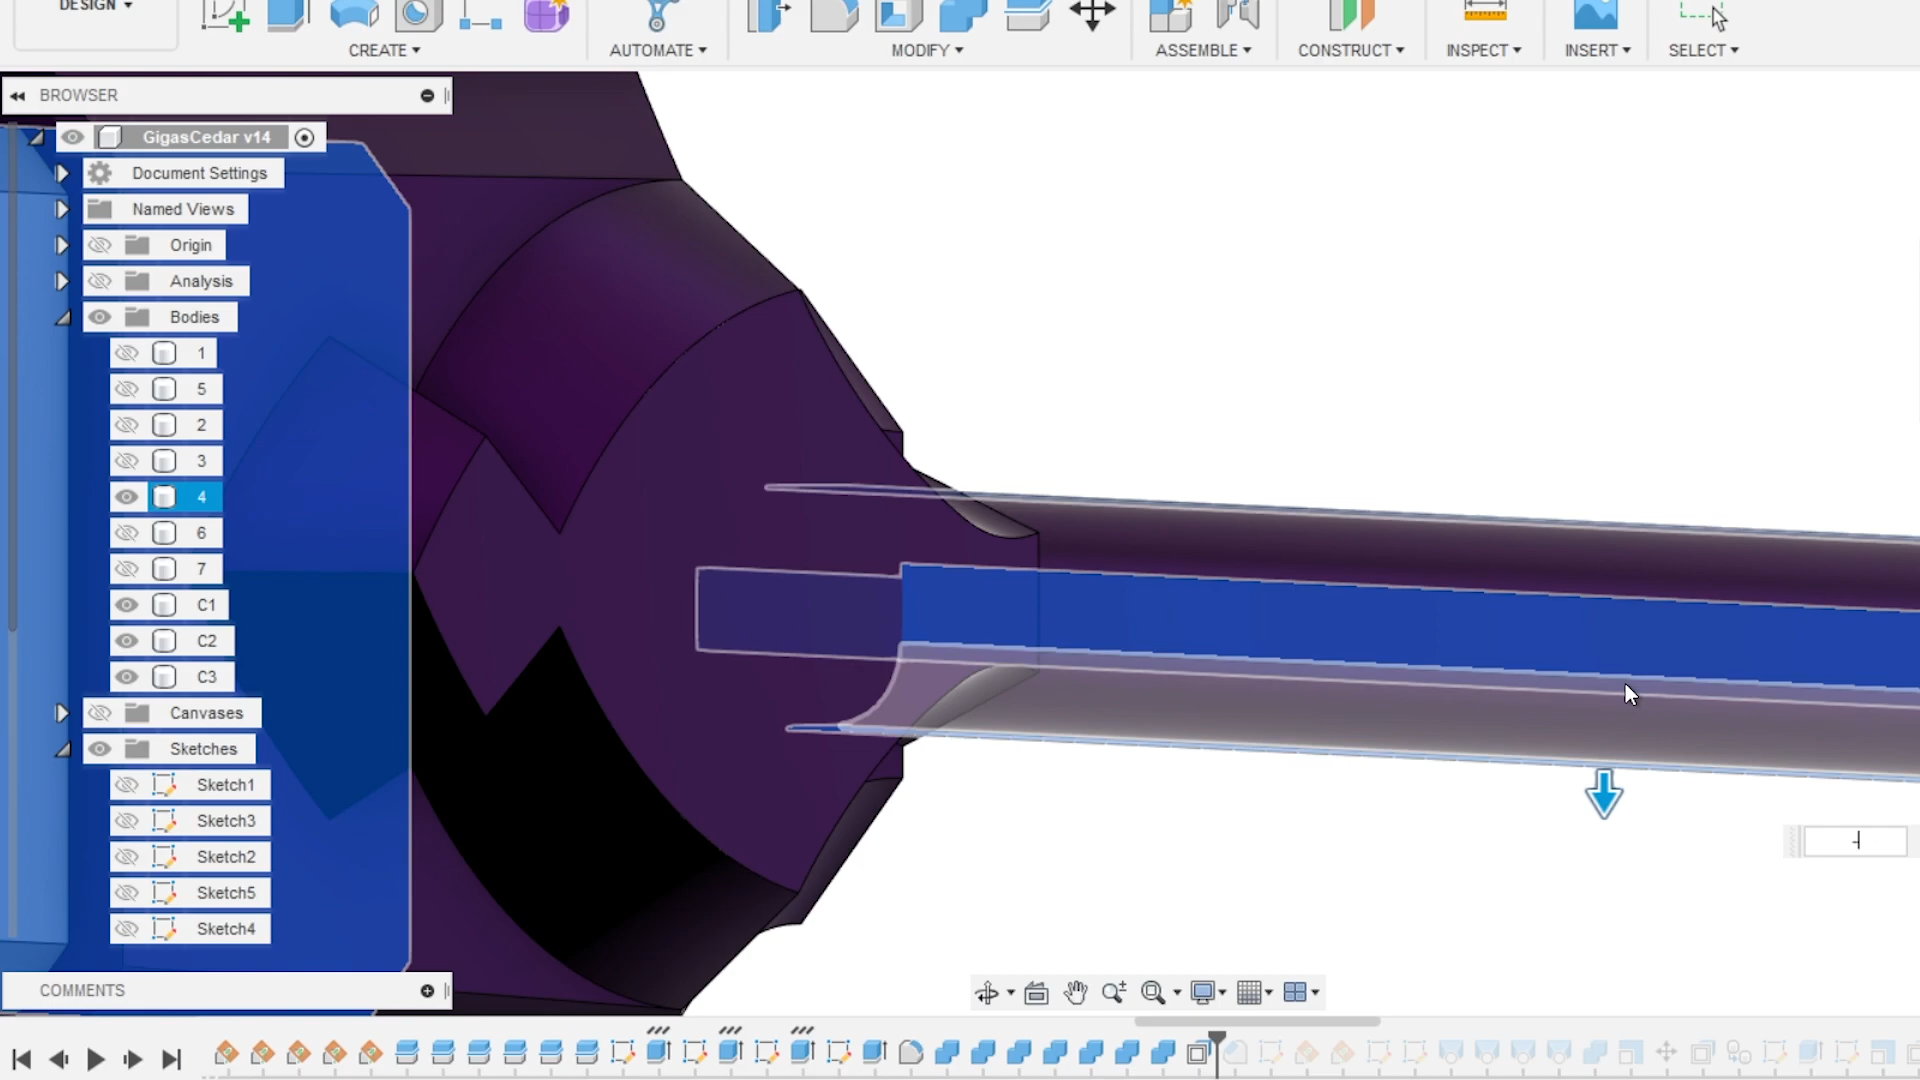 DESIGN
CREATE
AUTOMATE
MODIFY
ASSEMBLE
CONSTRUCT
INSPECT
INSERT
SELECT
BROWSER
GigasCedar v14
Document Settings
Named Views
Origin
Analysis
Bodies
1
5
2
3
4
6
7
C1
C2
C3
Canvases
Sketches
Sketch1
Sketch3
Sketch2
Sketch5
Sketch4
-
COMMENTS